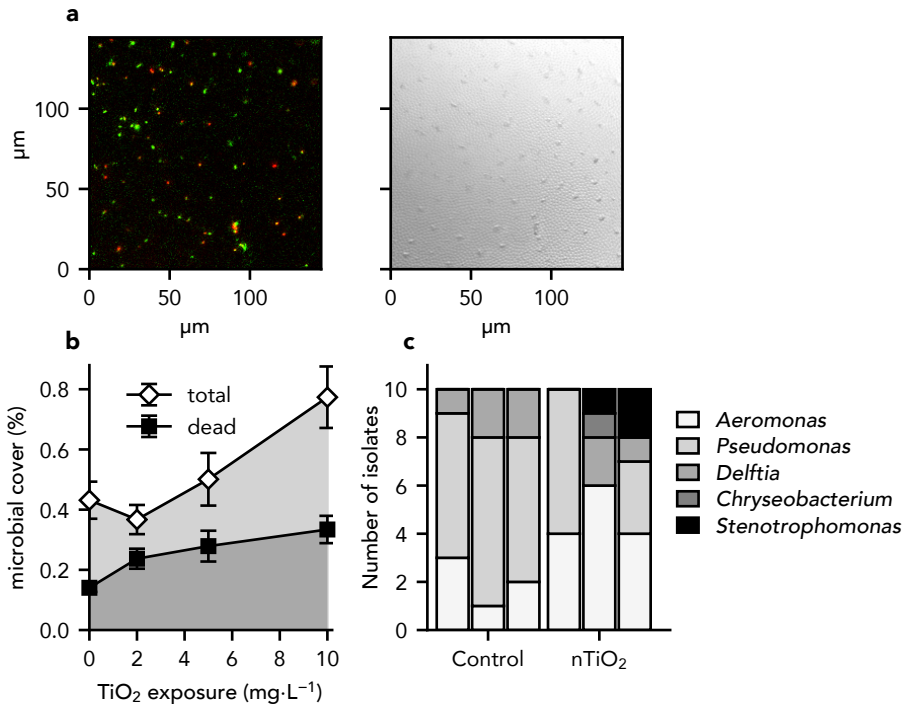 a
µm
100
50
0
0 50 100
µm
0 50 100
µm
b
microbial cover (%)
0.8
0.6
0.4
0.2
0.0
total
dead
0 2 4 6 8 10
TiO₂ exposure (mg·L⁻¹)
c
Number of isolates
10
8
6
4
2
0
Control nTiO₂
Aeromonas
Pseudomonas
Delftia
Chryseobacterium
Stenotrophomonas